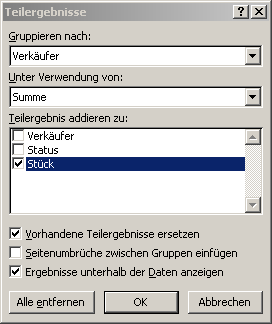 Teilergebnisse
Gruppieren nach:
Verkäufer
Unter Verwendung von:
Summe
Teilergebnis addieren zu:
Verkäufer
Status
Stück
Vorhandene Teilergebnisse ersetzen
Seitenumbrüche zwischen Gruppen einfügen
Ergebnisse unterhalb der Daten anzeigen
Alle entfernen OK Abbrechen